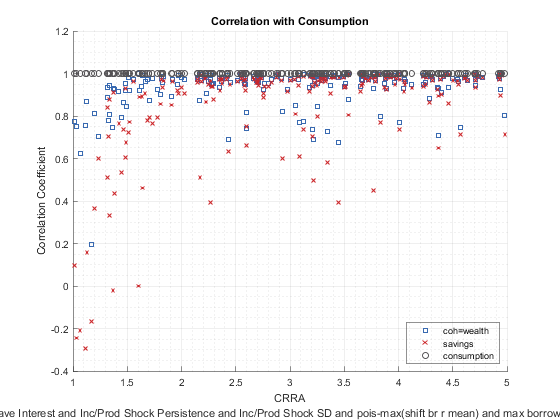 Correlation with Consumption
1.2
1
0.8
0.6
0.4
0.2
0
-0.2
-0.4
Correlation Coefficient
coh=wealth
savings
consumption
1 1.5 2 2.5 3 3.5 4 4.5 5
CRRA
Interest and Inc/Prod Shock Persistence and Inc/Prod Shock SD and pois-max(shift br r mean) and max